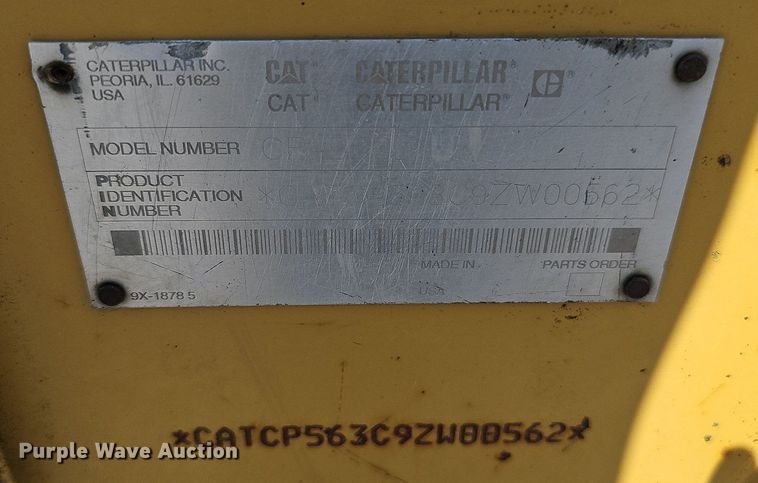 CATERPILLAR INC.
PEORIA, IL. 61629
USA
CAT® CATERPILLAR®
CAT® CATERPILLAR®
MODEL NUMBER
PRODUCT
IDENTIFICATION
NUMBER
9ZW00562*
MADE IN
USA
PARTS ORDER
9X-1878 5
*CATCP563C9ZW00562*
Purple Wave Auction